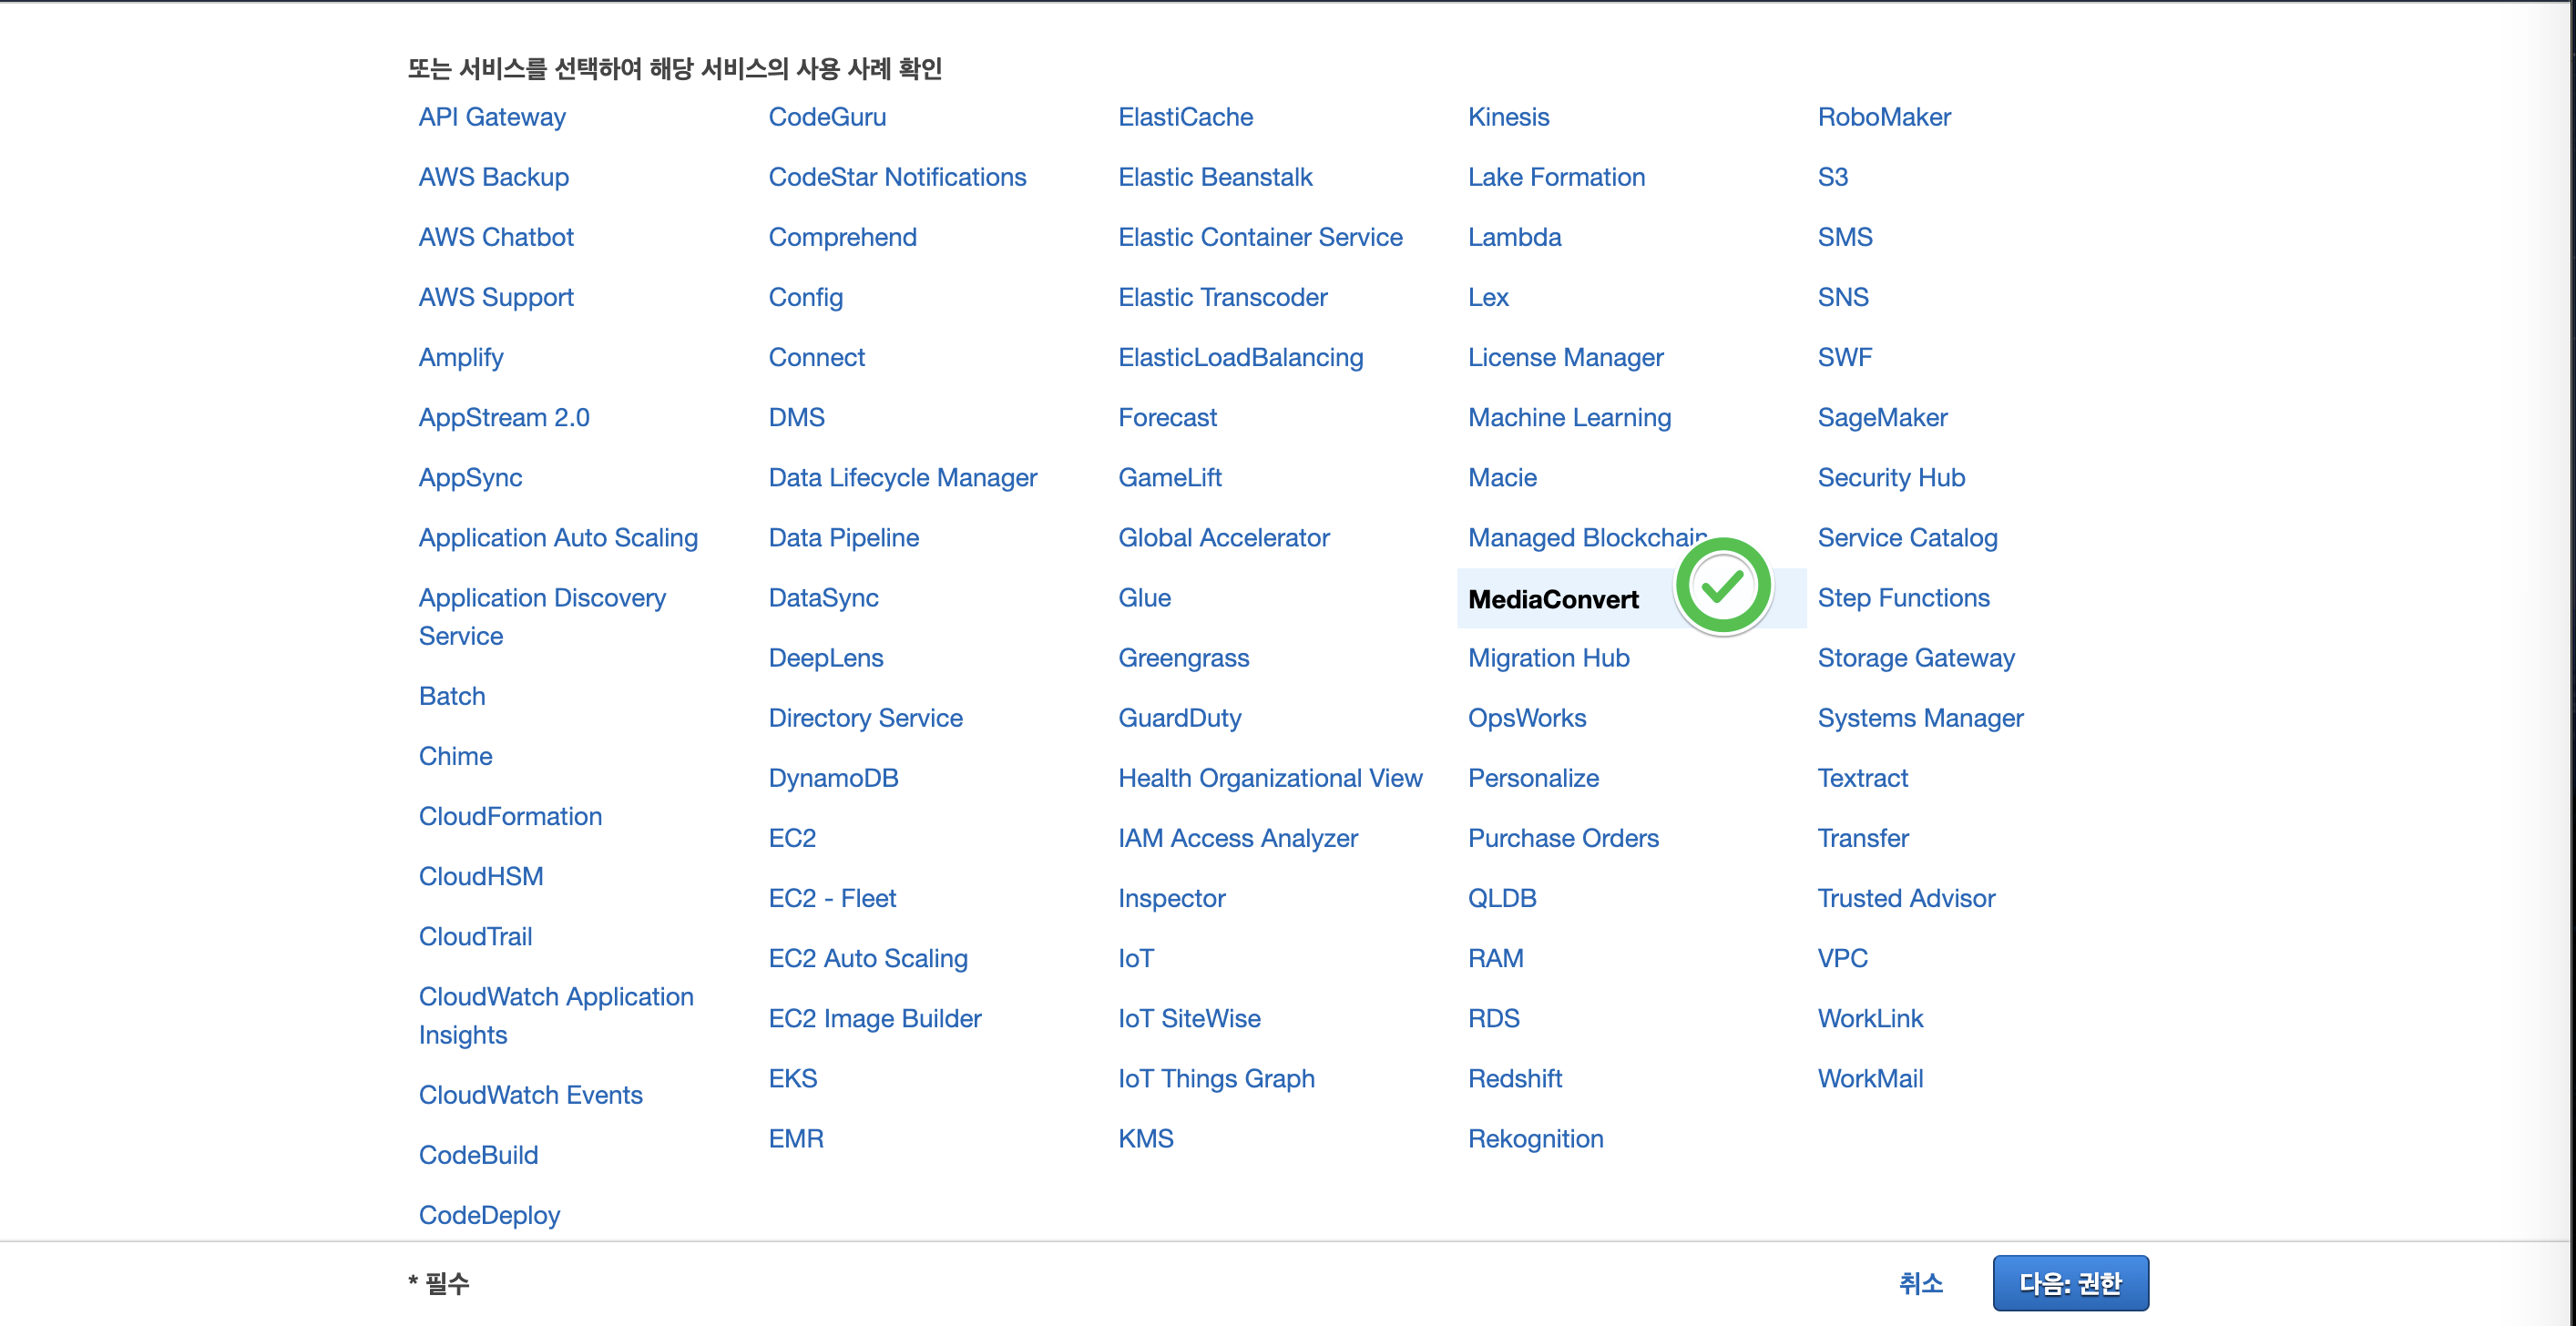 또는 서비스를 선택하여 해당 서비스의 사용 사례 확인
API Gateway
AWS Backup
AWS Chatbot
AWS Support
Amplify
AppStream 2.0
AppSync
Application Auto Scaling
Application Discovery
Service
Batch
Chime
CloudFormation
CloudHSM
CloudTrail
CloudWatch Application
Insights
CloudWatch Events
CodeBuild
CodeDeploy
CodeGuru
CodeStar Notifications
Comprehend
Config
Connect
DMS
Data Lifecycle Manager
Data Pipeline
DataSync
DeepLens
Directory Service
DynamoDB
EC2
EC2 - Fleet
EC2 Auto Scaling
EC2 Image Builder
EKS
EMR
ElastiCache
Elastic Beanstalk
Elastic Container Service
Elastic Transcoder
ElasticLoadBalancing
Forecast
GameLift
Global Accelerator
Glue
Greengrass
GuardDuty
Health Organizational View
IAM Access Analyzer
Inspector
IoT
IoT SiteWise
IoT Things Graph
KMS
Kinesis
Lake Formation
Lambda
Lex
License Manager
Machine Learning
Macie
Managed Blockchain
MediaConvert
Migration Hub
OpsWorks
Personalize
Purchase Orders
QLDB
RAM
RDS
Redshift
Rekognition
RoboMaker
S3
SMS
SNS
SWF
SageMaker
Security Hub
Service Catalog
Step Functions
Storage Gateway
Systems Manager
Textract
Transfer
Trusted Advisor
VPC
WorkLink
WorkMail
* 필수
취소
다음: 권한